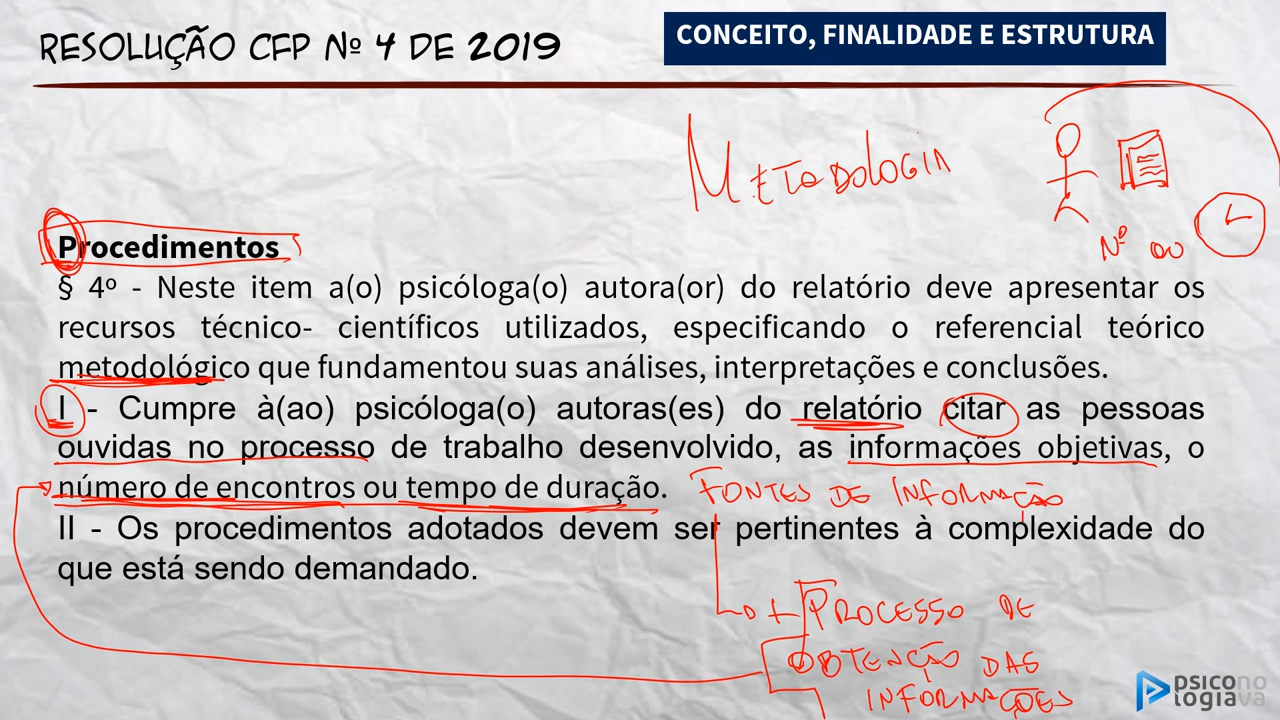 RESOLUÇÃO CFP Nº 4 DE 2019
CONCEITO, FINALIDADE E ESTRUTURA
METODOLOGIA
Nº OU
Procedimentos
§ 4º - Neste item a(o) psicóloga(o) autora(or) do relatório deve apresentar os
recursos técnico- científicos utilizados, especificando o referencial teórico
metodológico que fundamentou suas análises, interpretações e conclusões.
I - Cumpre à(ao) psicóloga(o) autoras(es) do relatório citar as pessoas
ouvidas no processo de trabalho desenvolvido, as informações objetivas, o
número de encontros ou tempo de duração.
FONTES DE INFORMAÇÃO
II - Os procedimentos adotados devem ser pertinentes à complexidade do
que está sendo demandado.
+ PROCESSO DE
OBTENÇÃO DAS
INFORMAÇÕES
psicono
logiava